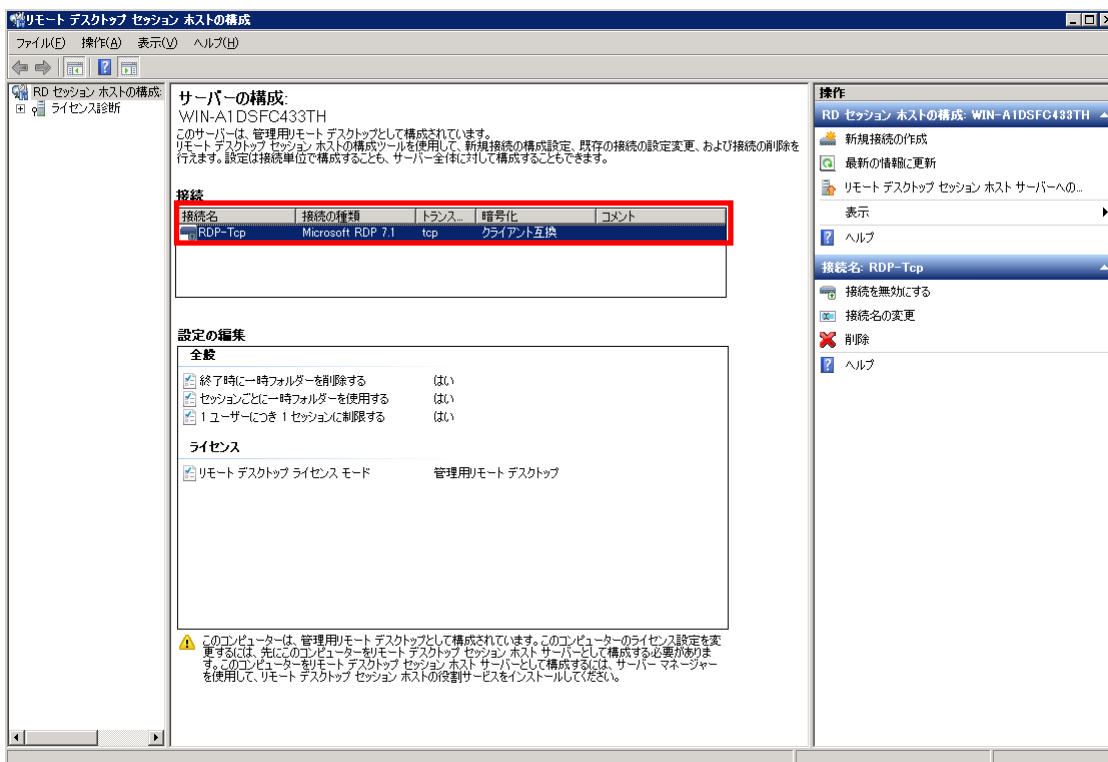 リモート デスクトップ セッション ホストの構成
ファイル(F) 操作(A) 表示(V) ヘルプ(H)
RD セッション ホストの構成:
ライセンス診断
サーバーの構成:
WIN-A1DSFC433TH
このサーバーは、管理用リモート デスクトップとして構成されています。
リモート デスクトップ セッション ホストの構成ツールを使用して、新規接続の構成設定、既存の接続の設定変更、および接続の削除を
行えます。設定は接続単位で構成することも、サーバー全体に対して構成することもできます。
接続
接続名 接続の種類 トランス... 暗号化 コメント
RDP-Tcp Microsoft RDP 7.1 tcp クライアント互換
設定の編集
全般
終了時に一時フォルダーを削除する はい
セッションごとに一時フォルダーを使用する はい
1 ユーザーにつき 1 セッションに制限する はい
ライセンス
リモート デスクトップ ライセンス モード 管理用リモート デスクトップ
このコンピューターは、管理用リモート デスクトップとして構成されています。このコンピューターのライセンス設定を変
更するには、先にこのコンピューターをリモート デスクトップ セッション ホスト サーバーとして構成する必要がありま
す。このコンピューターをリモート デスクトップ セッション ホスト サーバーとして構成するには、サーバー マネージャー
を使用して、リモート デスクトップ セッション ホストの役割サービスをインストールしてください。
操作
RD セッション ホストの構成: WIN-A1DSFC433TH
新規接続の作成
最新の情報に更新
リモート デスクトップ セッション ホスト サーバーへの...
表示
ヘルプ
接続名: RDP-Tcp
接続を無効にする
接続名の変更
削除
ヘルプ